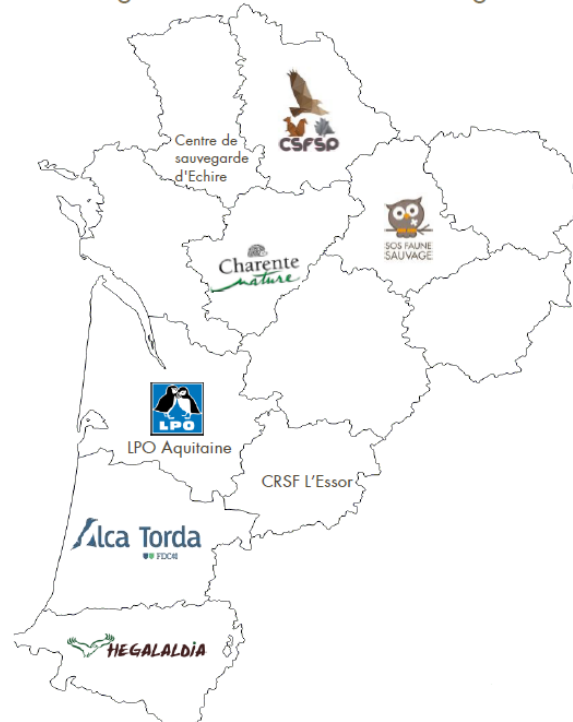 Centre de
sauvegarde
d'Echire
CSFSP
SOS FAUNE
SAUVAGE
Charente
nature
LPO
LPO Aquitaine
CRSF L'Essor
Alca Torda
FDC40
HEGALALDIA